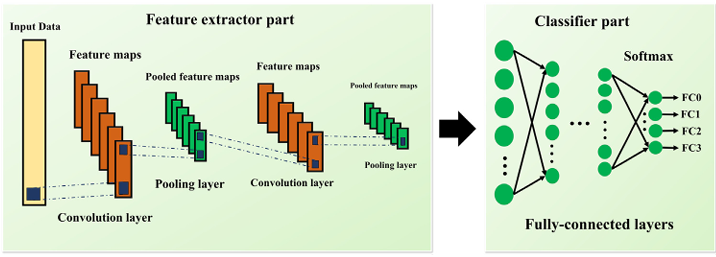 Feature extractor part
Input Data
Feature maps
Pooled feature maps
Feature maps
Pooled feature maps
Pooling layer
Pooling layer
Convolution layer
Convolution layer
Classifier part
Softmax
FC0
FC1
FC2
FC3
Fully-connected layers